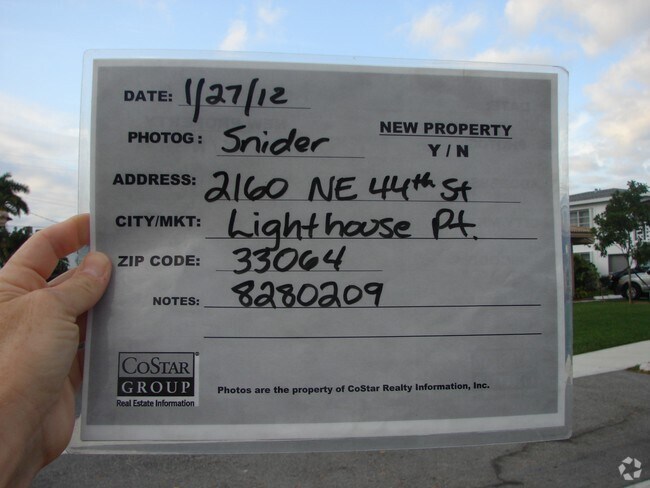 DATE: 1/27/12
PHOTOG: Snider
NEW PROPERTY
Y / N
ADDRESS: 2160 NE 44th St
CITY/MKT: Lighthouse Pt.
ZIP CODE: 33064
NOTES: 8280209
COSTAR
GROUP®
Real Estate Information
Photos are the property of CoStar Realty Information, Inc.